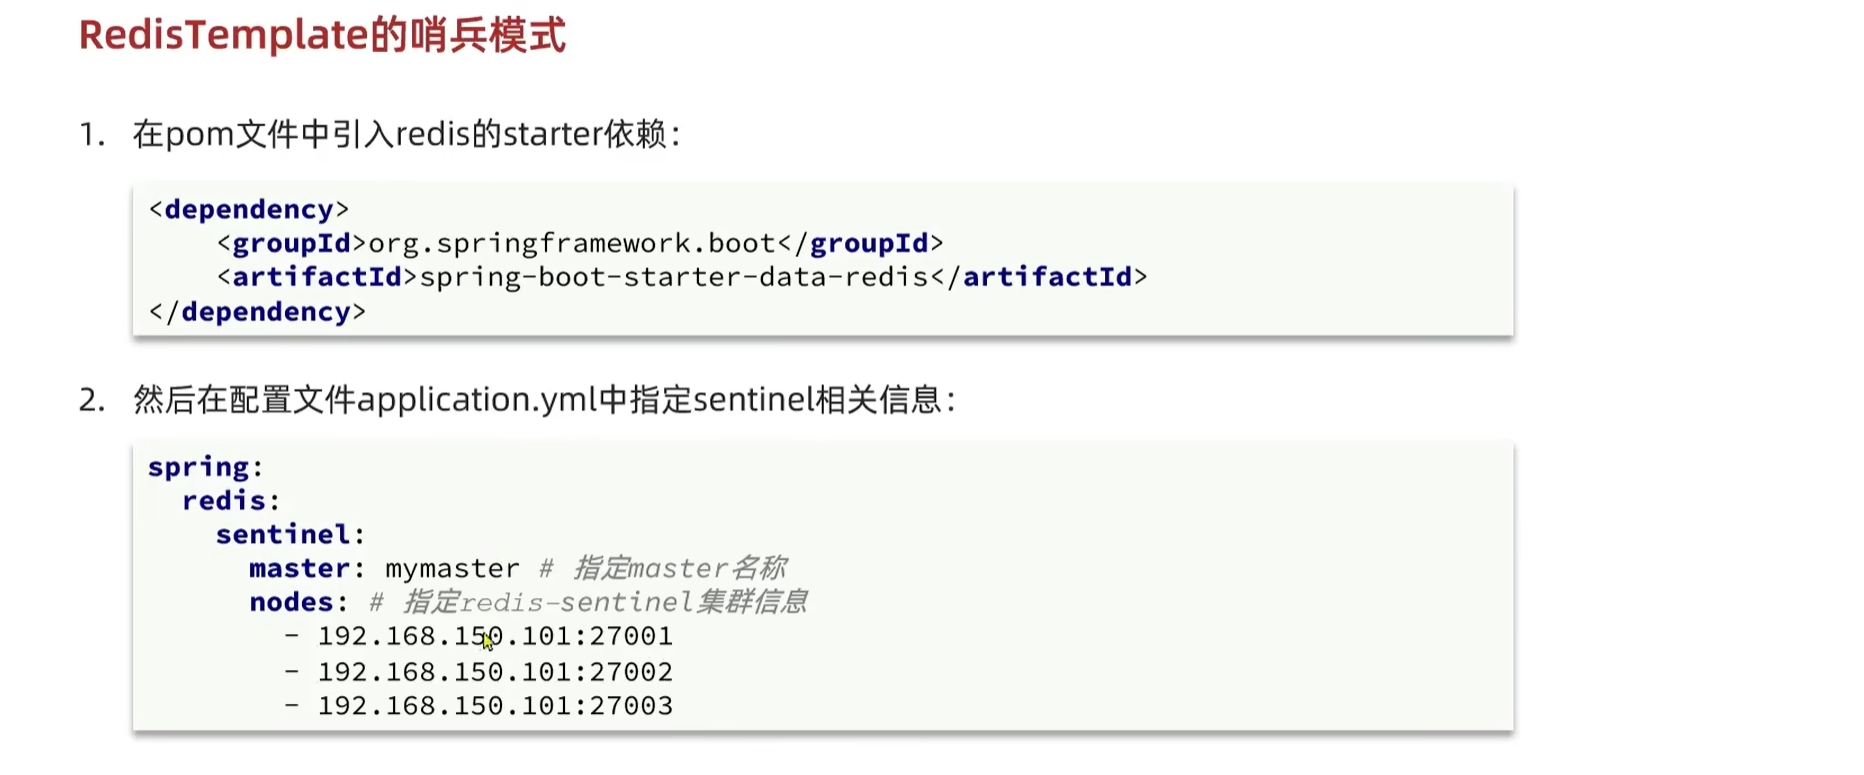 RedisTemplate的哨兵模式
1. 在pom文件中引入redis的starter依赖：
<dependency>
    <groupId>org.springframework.boot</groupId>
    <artifactId>spring-boot-starter-data-redis</artifactId>
</dependency>
2. 然后在配置文件application.yml中指定sentinel相关信息：
spring:
  redis:
    sentinel:
      master: mymaster # 指定master名称
      nodes: # 指定redis-sentinel集群信息
        - 192.168.150.101:27001
        - 192.168.150.101:27002
        - 192.168.150.101:27003